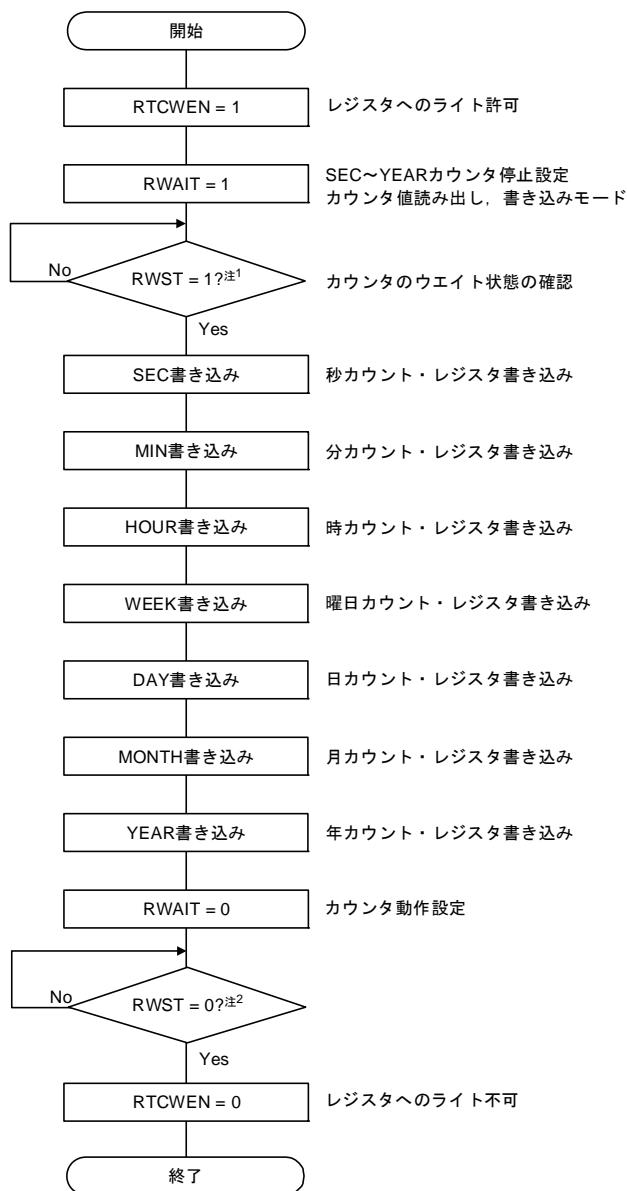 開始
RTCWEN = 1
レジスタへのライト許可
RWAIT = 1
SEC～YEARカウンタ停止設定
カウンタ値読み出し，書き込みモード
No
RWST = 1?注1
カウンタのウエイト状態の確認
Yes
SEC書き込み
秒カウント・レジスタ書き込み
MIN書き込み
分カウント・レジスタ書き込み
HOUR書き込み
時カウント・レジスタ書き込み
WEEK書き込み
曜日カウント・レジスタ書き込み
DAY書き込み
日カウント・レジスタ書き込み
MONTH書き込み
月カウント・レジスタ書き込み
YEAR書き込み
年カウント・レジスタ書き込み
RWAIT = 0
カウンタ動作設定
No
RWST = 0?注2
Yes
RTCWEN = 0
レジスタへのライト不可
終了